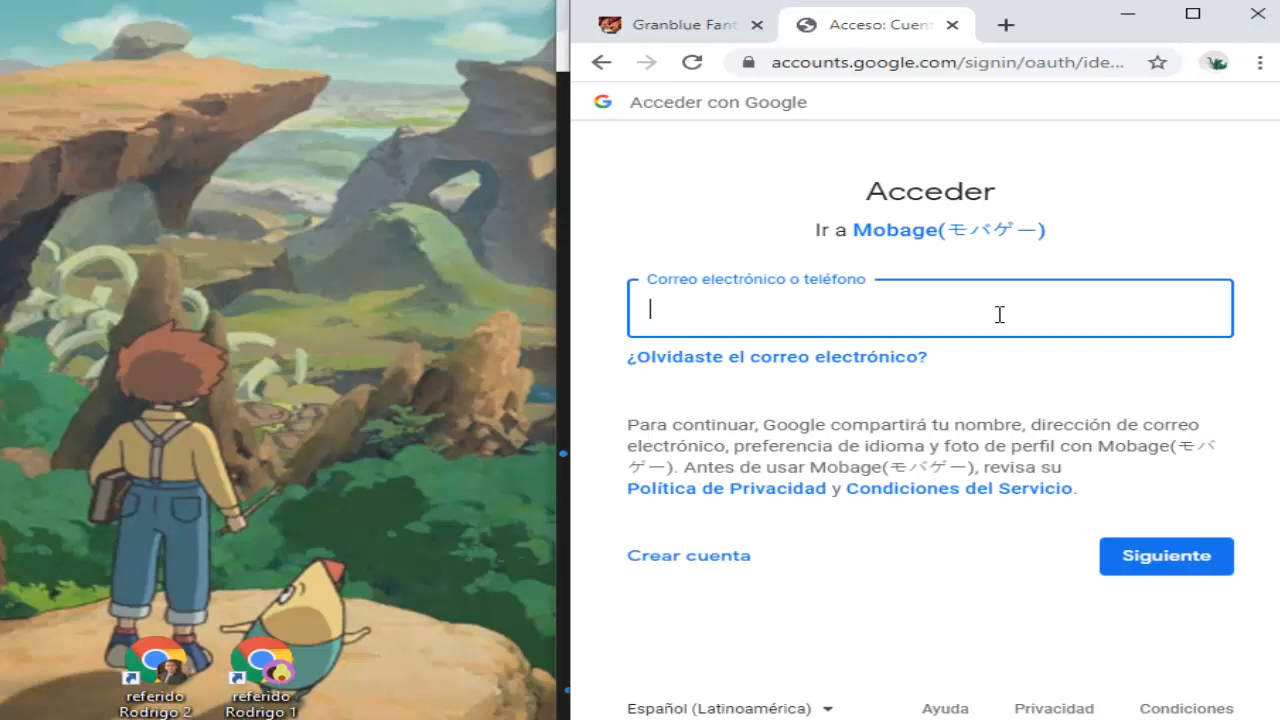 Granblue Fant
Acceso: Cuen
accounts.google.com/signin/oauth/ide...
Acceder con Google
Acceder
Ir a Mobage(モバゲー)
Correo electrónico o teléfono
¿Olvidaste el correo electrónico?
Para continuar, Google compartirá tu nombre, dirección de correo
electrónico, preferencia de idioma y foto de perfil con Mobage(モバ
ゲー). Antes de usar Mobage(モバゲー), revisa su
Política de Privacidad y Condiciones del Servicio.
Crear cuenta
Siguiente
Español (Latinoamérica)
Ayuda
Privacidad
Condiciones
referido
Rodrigo 2
referido
Rodrigo 1